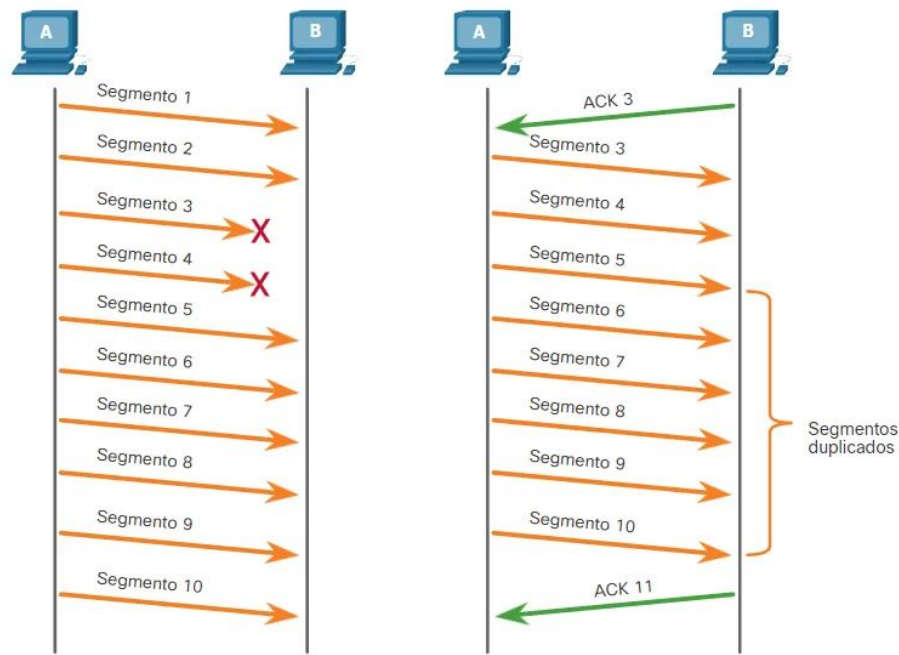 A
B
Segmento 1
Segmento 2
Segmento 3
X
Segmento 4
X
Segmento 5
Segmento 6
Segmento 7
Segmento 8
Segmento 9
Segmento 10
A
B
ACK 3
Segmento 3
Segmento 4
Segmento 5
Segmento 6
Segmento 7
Segmento 8
Segmento 9
Segmento 10
ACK 11
Segmentos
duplicados